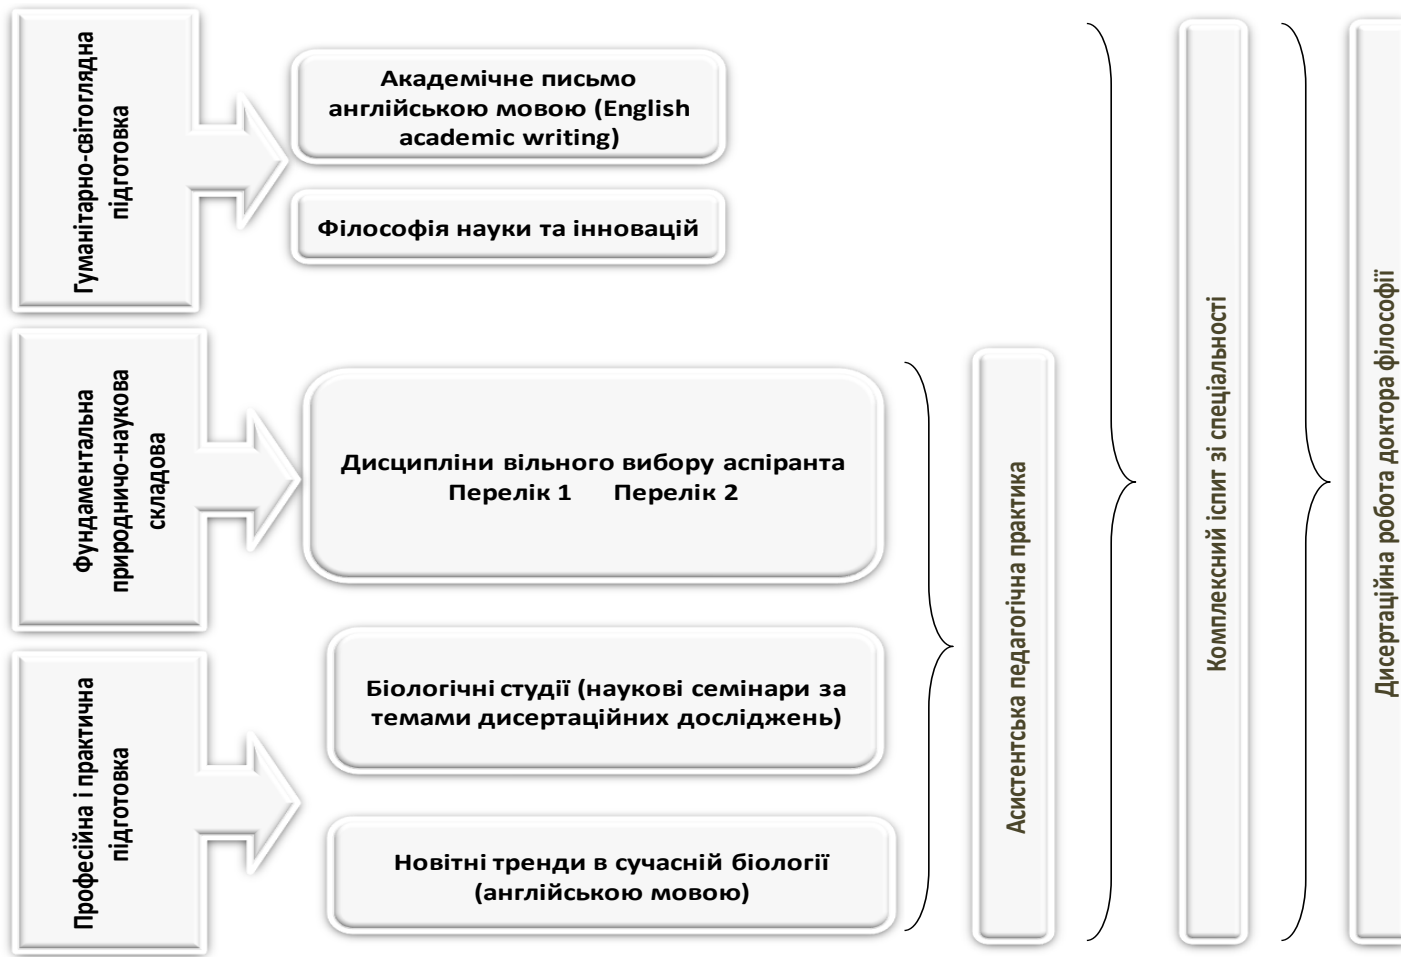 Гуманітарно-світоглядна
підготовка
Академічне письмо
англійською мовою (English
academic writing)
Філософія науки та інновацій
Фундаментальна
природничо-наукова
складова
Дисципліни вільного вибору аспіранта
Перелік 1 Перелік 2
Професійна і практична
підготовка
Біологічні студії (наукові семінари за
темами дисертаційних досліджень)
Новітні тренди в сучасній біології
(англійською мовою)
Асистентська педагогічна практика
Комплексний іспит зі спеціальності
Дисертаційна робота доктора філософії